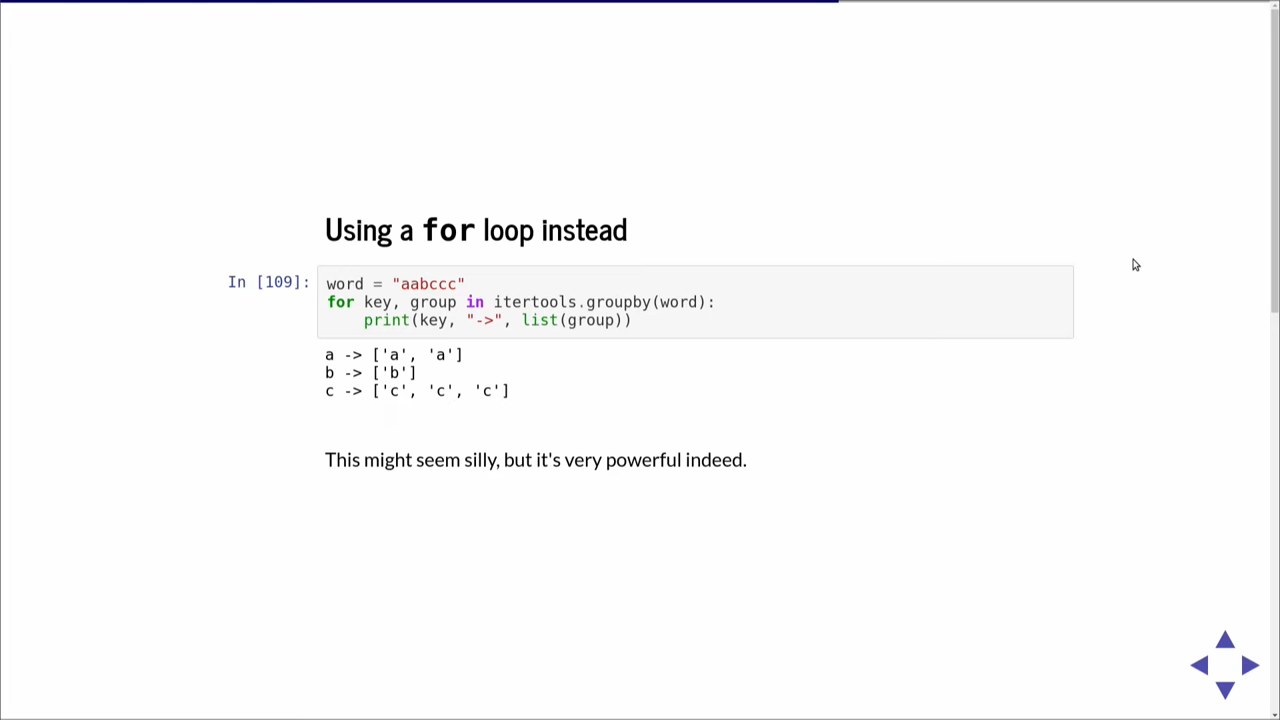 Using a for loop instead
In [109]:
word = "aabccc"
for key, group in itertools.groupby(word):
    print(key, "->", list(group))
a -> ['a', 'a']
b -> ['b']
c -> ['c', 'c', 'c']
This might seem silly, but it's very powerful indeed.